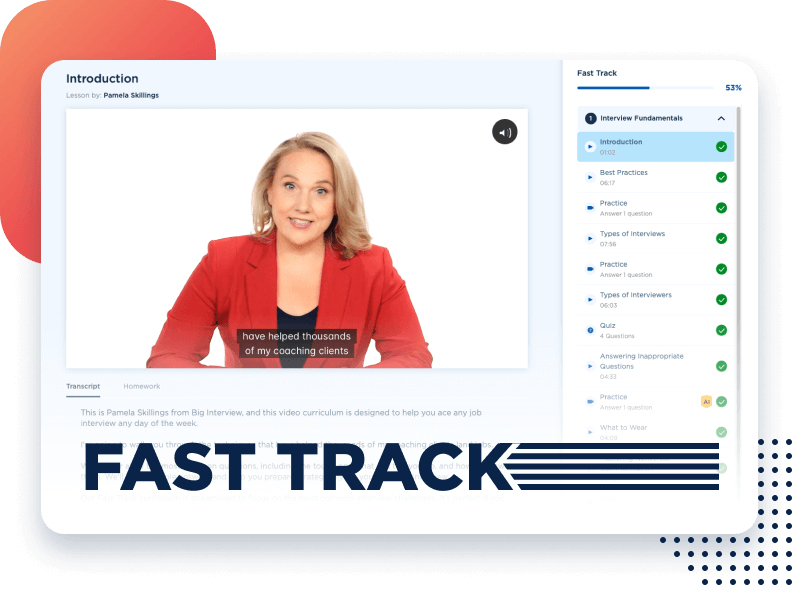 Introduction
Lesson by: Pamela Skillings
have helped thousands
of my coaching clients
Transcript
Homework
This is Pamela Skillings from Big Interview, and this video curriculum is designed to help you ace any job
interview any day of the week.
FAST TRACK
Fast Track
53%
1 Interview Fundamentals
Introduction
01:02
Best Practices
06:17
Practice
Answer 1 question
Types of Interviews
07:56
Practice
Answer 1 question
Types of Interviewers
06:03
Quiz
4 Questions
Answering Inappropriate
Questions
04:33
Practice
Answer 1 question
AI
What to Wear
04:09